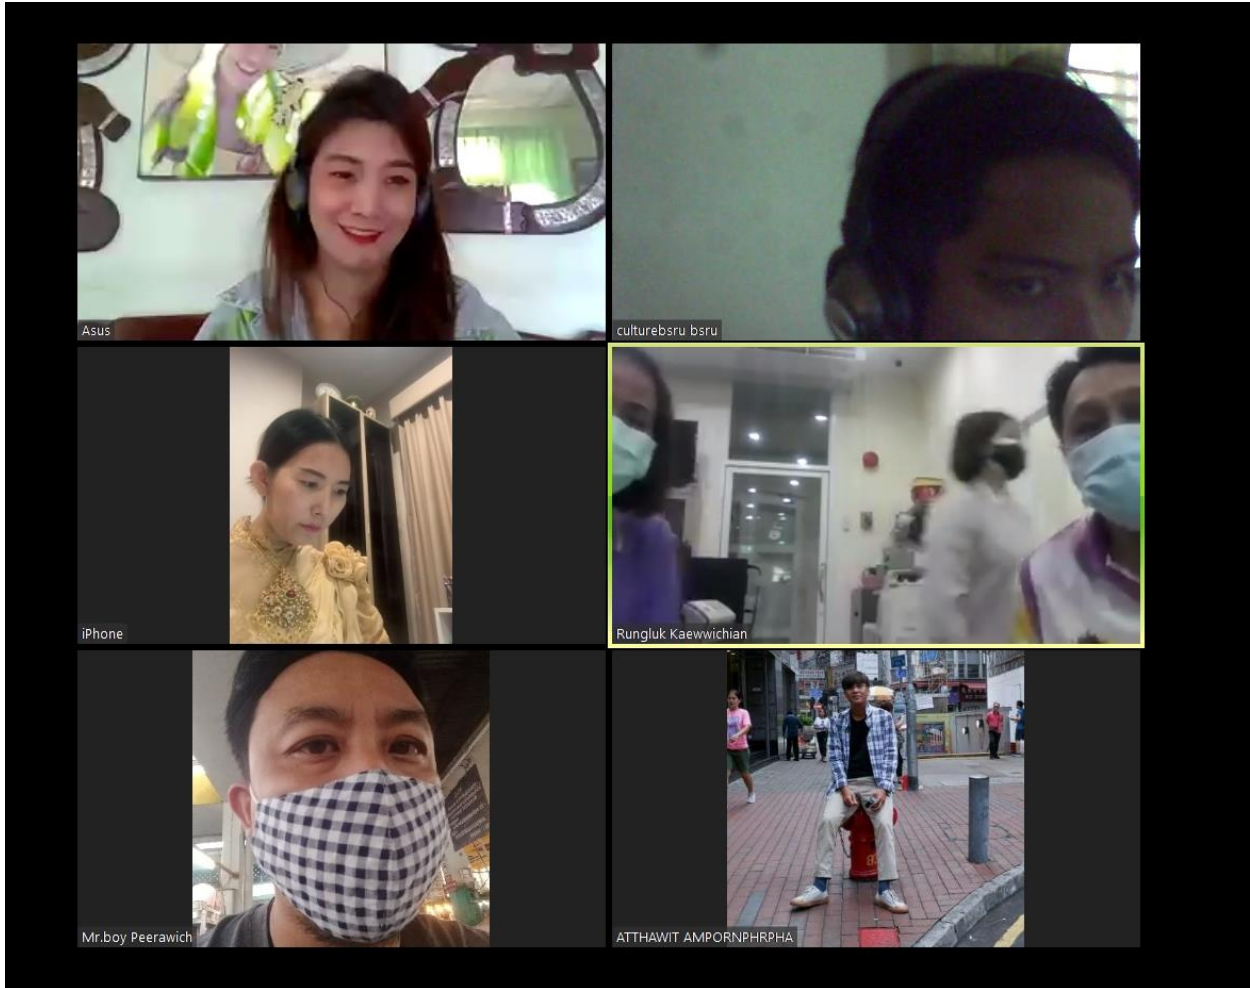 Asus
culturebsru bsru
iPhone
Rungluk Kaewwichian
Mr.boy Peerawich
ATTHAWIT AMPORNPHRPHA